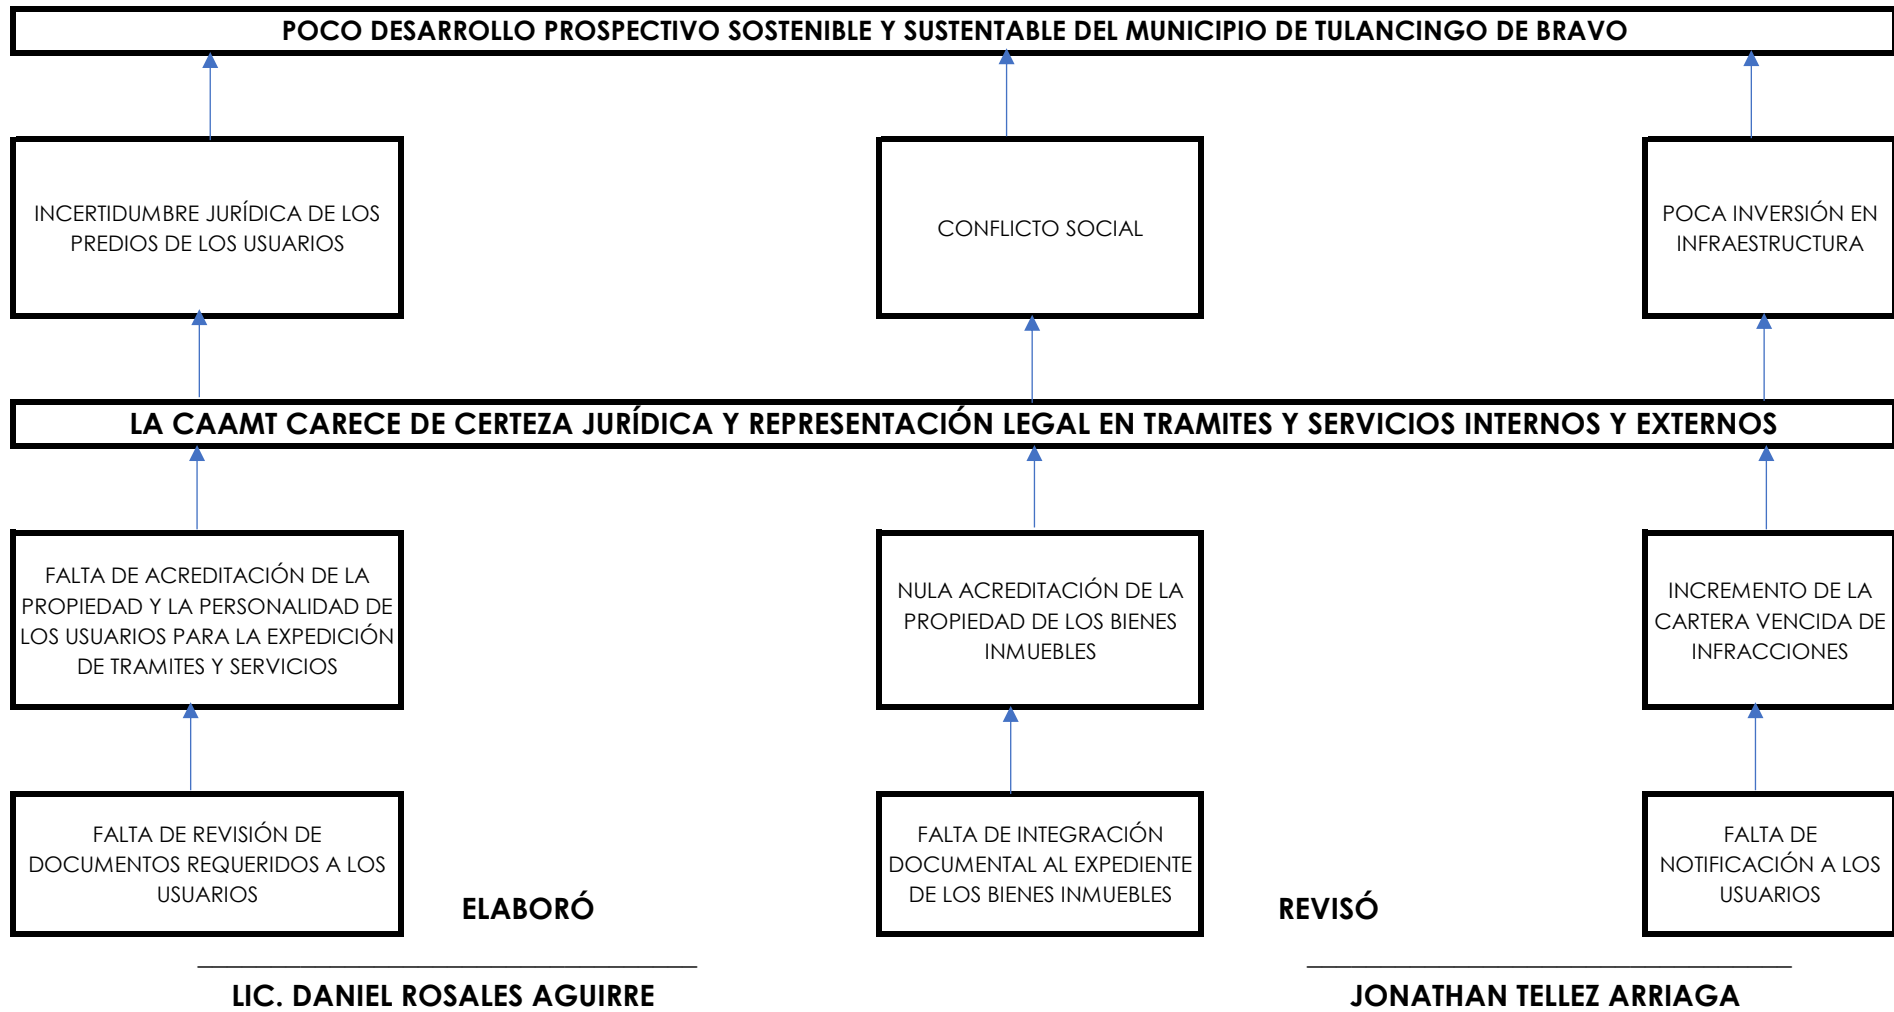 POCO DESARROLLO PROSPECTIVO SOSTENIBLE Y SUSTENTABLE DEL MUNICIPIO DE TULANCINGO DE BRAVO
INCERTIDUMBRE JURÍDICA DE LOS
PREDIOS DE LOS USUARIOS
CONFLICTO SOCIAL
POCA INVERSIÓN EN
INFRAESTRUCTURA
LA CAAMT CARECE DE CERTEZA JURÍDICA Y REPRESENTACIÓN LEGAL EN TRAMITES Y SERVICIOS INTERNOS Y EXTERNOS
FALTA DE ACREDITACIÓN DE LA
PROPIEDAD Y LA PERSONALIDAD DE
LOS USUARIOS PARA LA EXPEDICIÓN
DE TRAMITES Y SERVICIOS
NULA ACREDITACIÓN DE LA
PROPIEDAD DE LOS BIENES
INMUEBLES
INCREMENTO DE LA
CARTERA VENCIDA DE
INFRACCIONES
FALTA DE REVISIÓN DE
DOCUMENTOS REQUERIDOS A LOS
USUARIOS
FALTA DE INTEGRACIÓN
DOCUMENTAL AL EXPEDIENTE
DE LOS BIENES INMUEBLES
FALTA DE
NOTIFICACIÓN A LOS
USUARIOS
ELABORÓ
REVISÓ
LIC. DANIEL ROSALES AGUIRRE
JONATHAN TELLEZ ARRIAGA